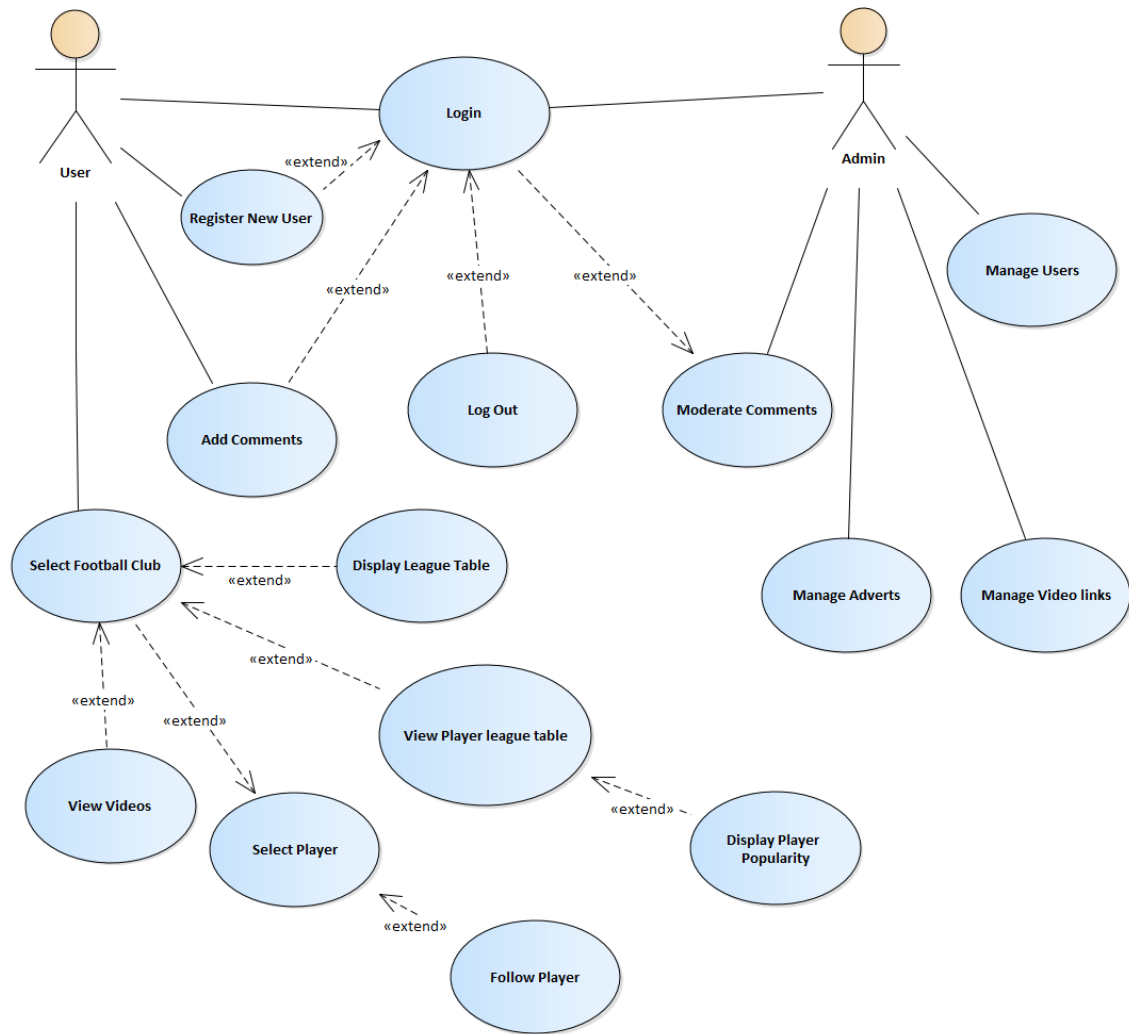 Login
User
Admin
«extend»
Register New User
Manage Users
«extend»
«extend»
«extend»
Add Comments
Log Out
Moderate Comments
Select Football Club
«extend»
Display League Table
Manage Adverts
Manage Video links
«extend»
«extend»
«extend»
View Player league table
View Videos
«extend»
Select Player
Display Player
Popularity
«extend»
Follow Player